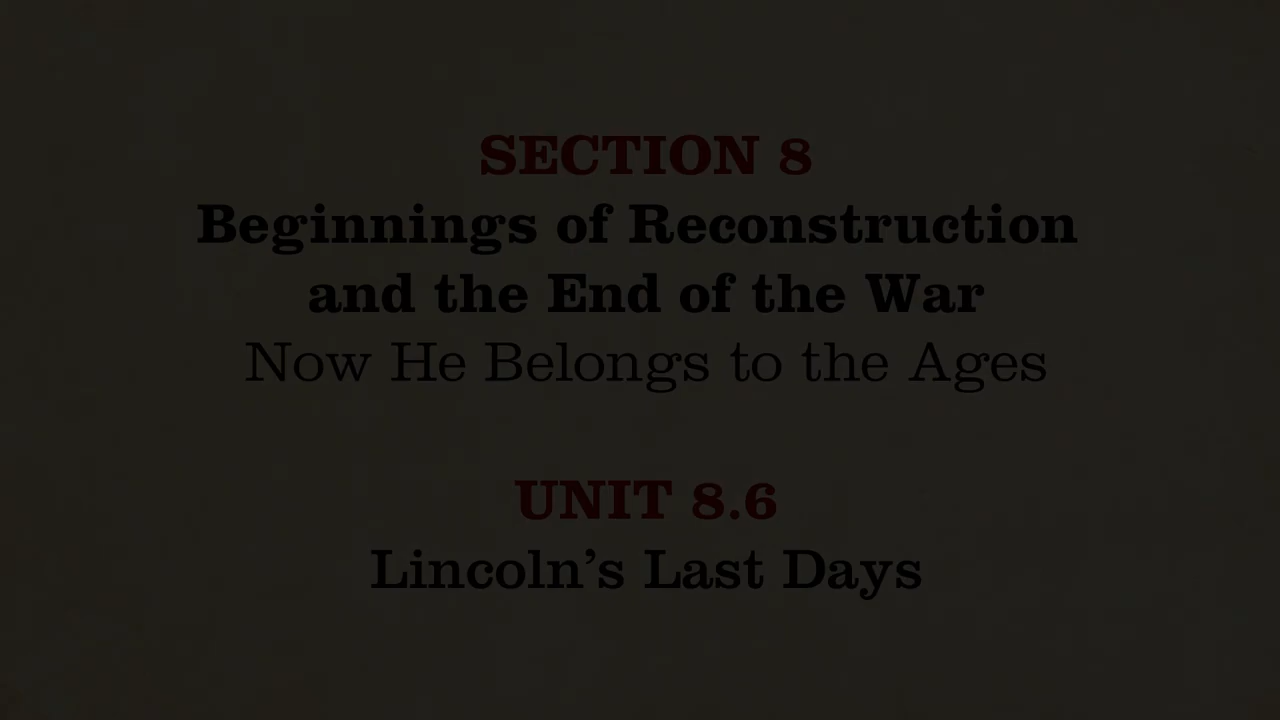 SECTION 8
Beginnings of Reconstruction
and the End of the War
Now He Belongs to the Ages
UNIT 8.6
Lincoln’s Last Days